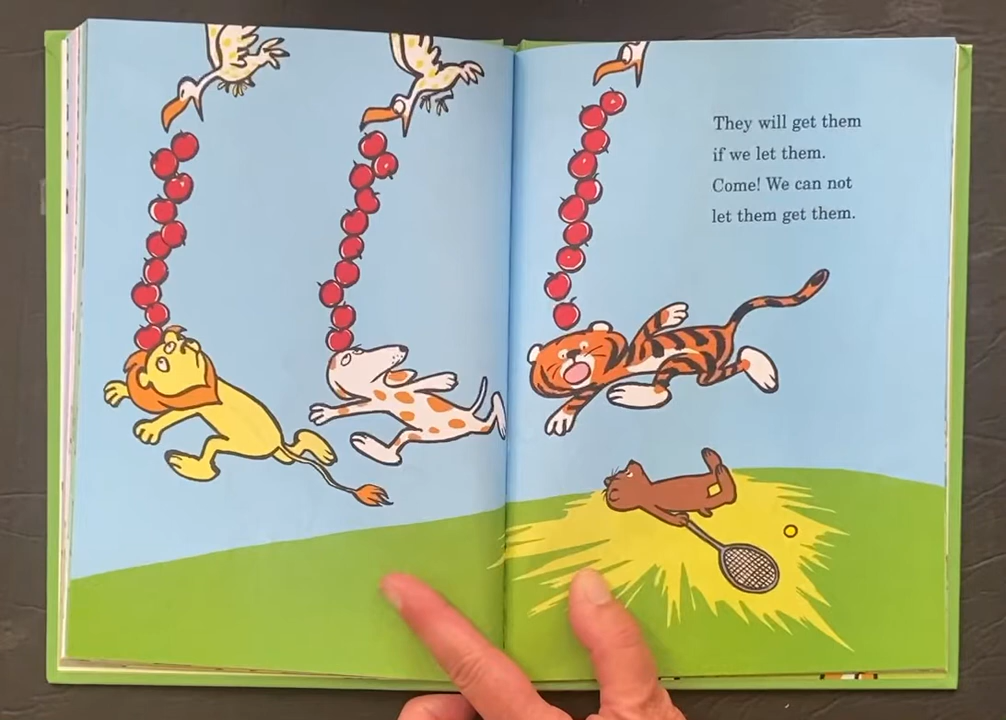 They will get them
if we let them.
Come! We can not
let them get them.